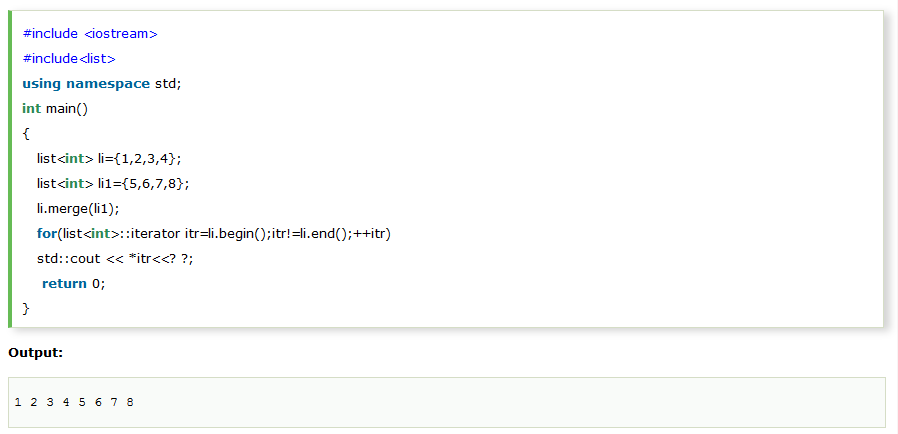 #include <iostream>
#include<list>
using namespace std;
int main()
{
list<int> li={1,2,3,4};
list<int> li1={5,6,7,8};
li.merge(li1);
for(list<int>::iterator itr=li.begin();itr!=li.end();++itr)
std::cout << *itr<<? ?;
return 0;
}
Output:
1 2 3 4 5 6 7 8